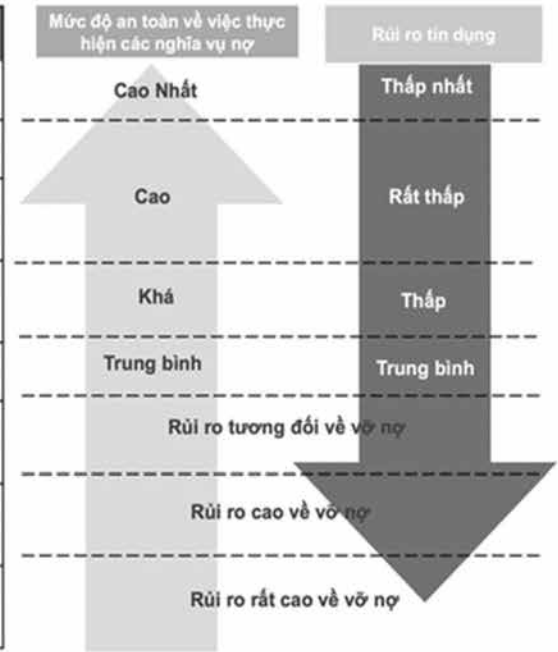 Mức độ an toàn về việc thực
hiện các nghĩa vụ nợ
Rủi ro tín dụng
Cao Nhất
Thấp nhất
Cao
Rất thấp
Khá
Thấp
Trung bình
Trung bình
Rủi ro tương đối về vỡ nợ
Rủi ro cao về vỡ nợ
Rủi ro rất cao về vỡ nợ